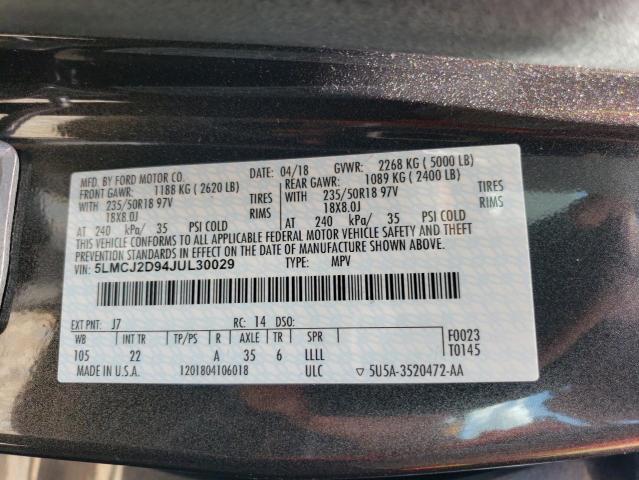 MFD. BY FORD MOTOR CO.
DATE: 04/18 GVWR: 2268 KG ( 5000 LB)
FRONT GAWR: 1188 KG ( 2620 LB) REAR GAWR: 1089 KG ( 2400 LB)
WITH 235/50R18 97V TIRES WITH 235/50R18 97V TIRES
18X8.0J RIMS 18X8.0J RIMS
AT 240 kPa/ 35 PSI COLD AT 240 kPa/ 35 PSI COLD
THIS VEHICLE CONFORMS TO ALL APPLICABLE FEDERAL MOTOR VEHICLE SAFETY AND THEFT
PREVENTION STANDARDS IN EFFECT ON THE DATE OF MANUFACTURE SHOWN ABOVE.
VIN: 5LMCJ2D94JUL30029 TYPE: MPV
EXT PNT: J7 RC: 14 DSO:
WB INT TR TP/PS R AXLE TR SPR F0023
105 22 A 35 6 LLLL T0145
MADE IN U.S.A. 1201804106018 ULC ▽5U5A-3520472-AA